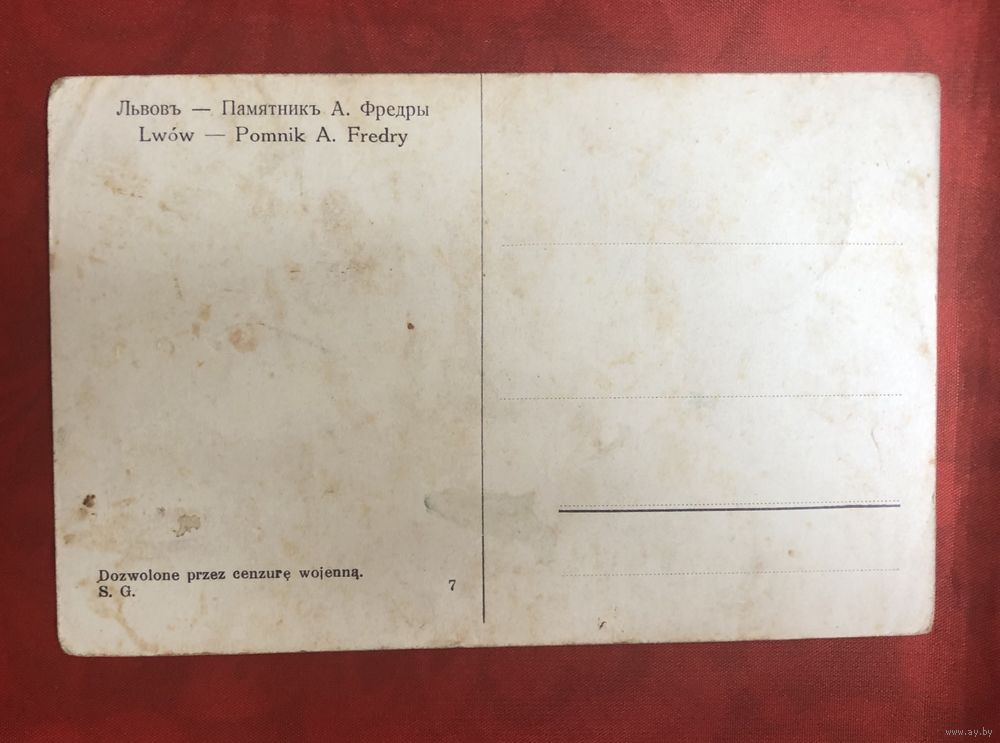 Львовъ — Памятникъ А. Фредры
Lwów — Pomnik A. Fredry
Dozwolone przez cenzurę wojenną.
S. G.
7
www.ay.by